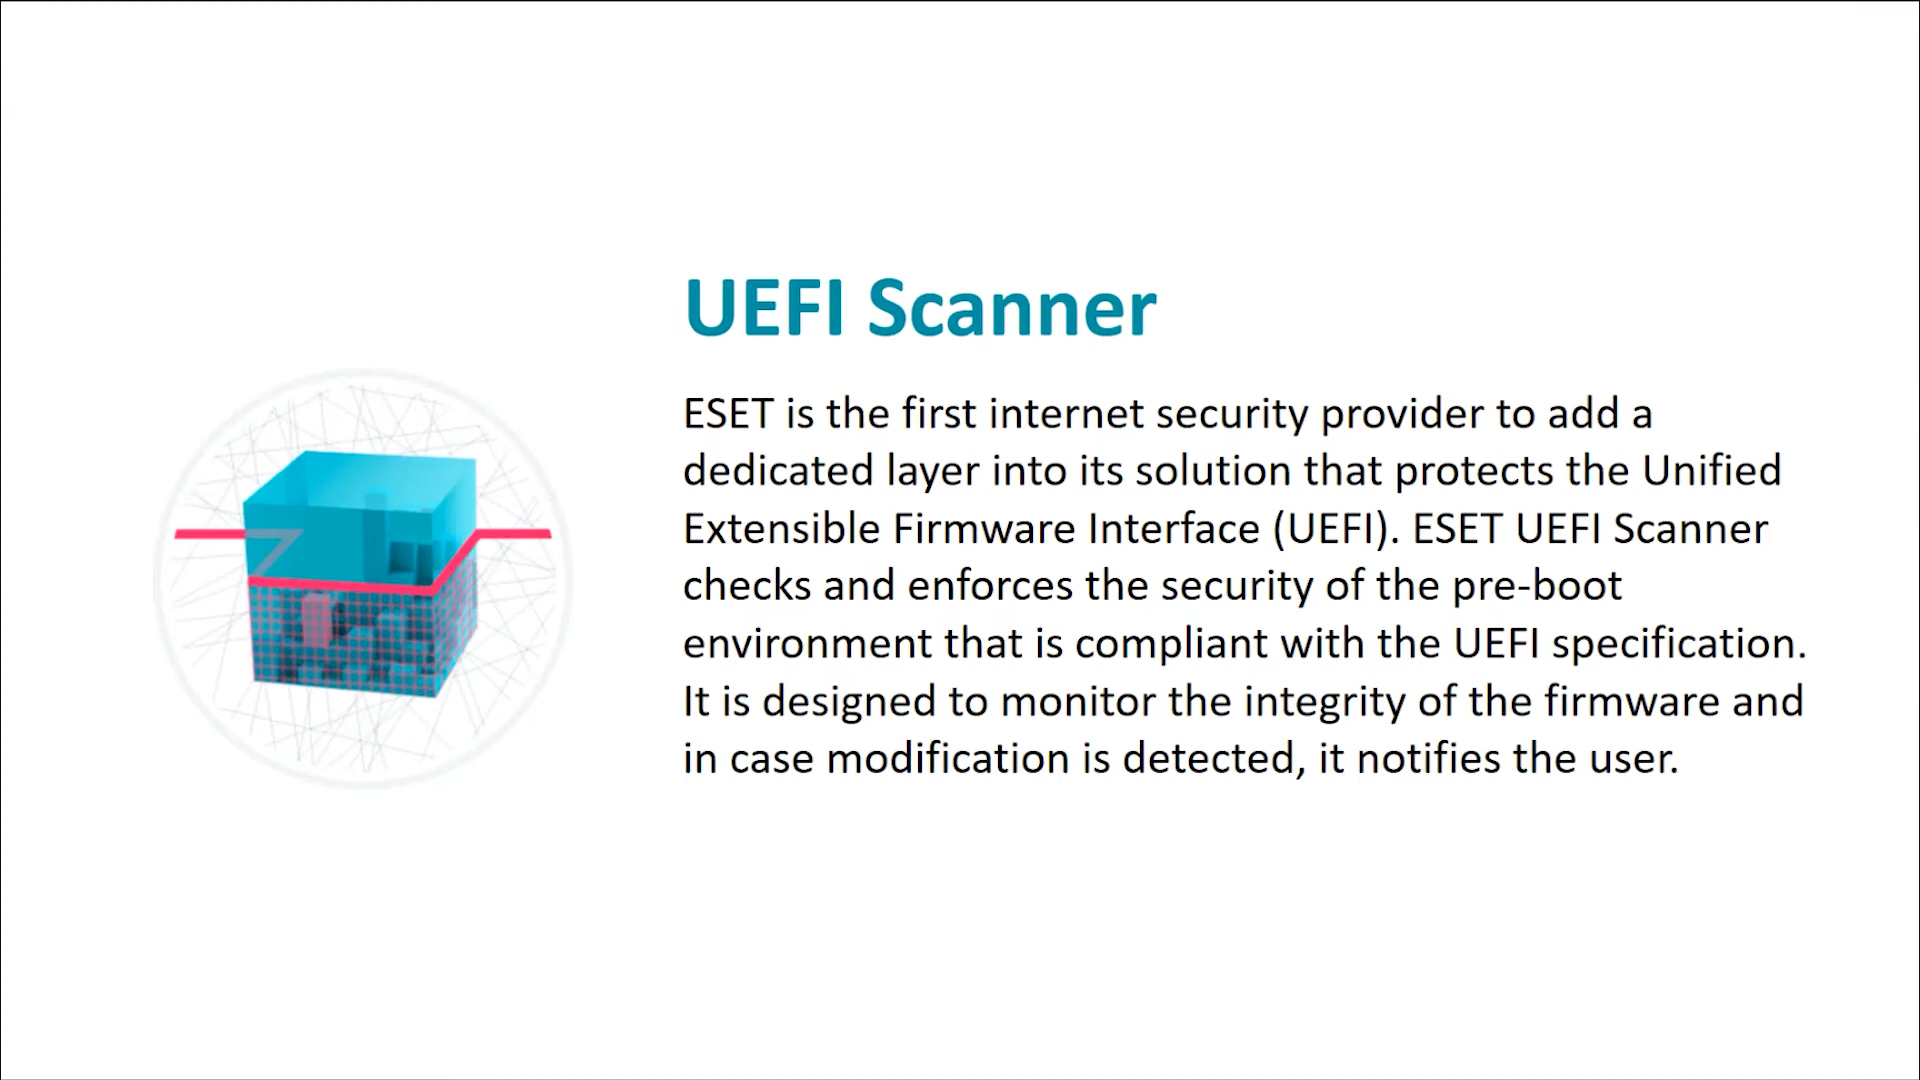 UEFI Scanner
ESET is the first internet security provider to add a
dedicated layer into its solution that protects the Unified
Extensible Firmware Interface (UEFI). ESET UEFI Scanner
checks and enforces the security of the pre-boot
environment that is compliant with the UEFI specification.
It is designed to monitor the integrity of the firmware and
in case modification is detected, it notifies the user.